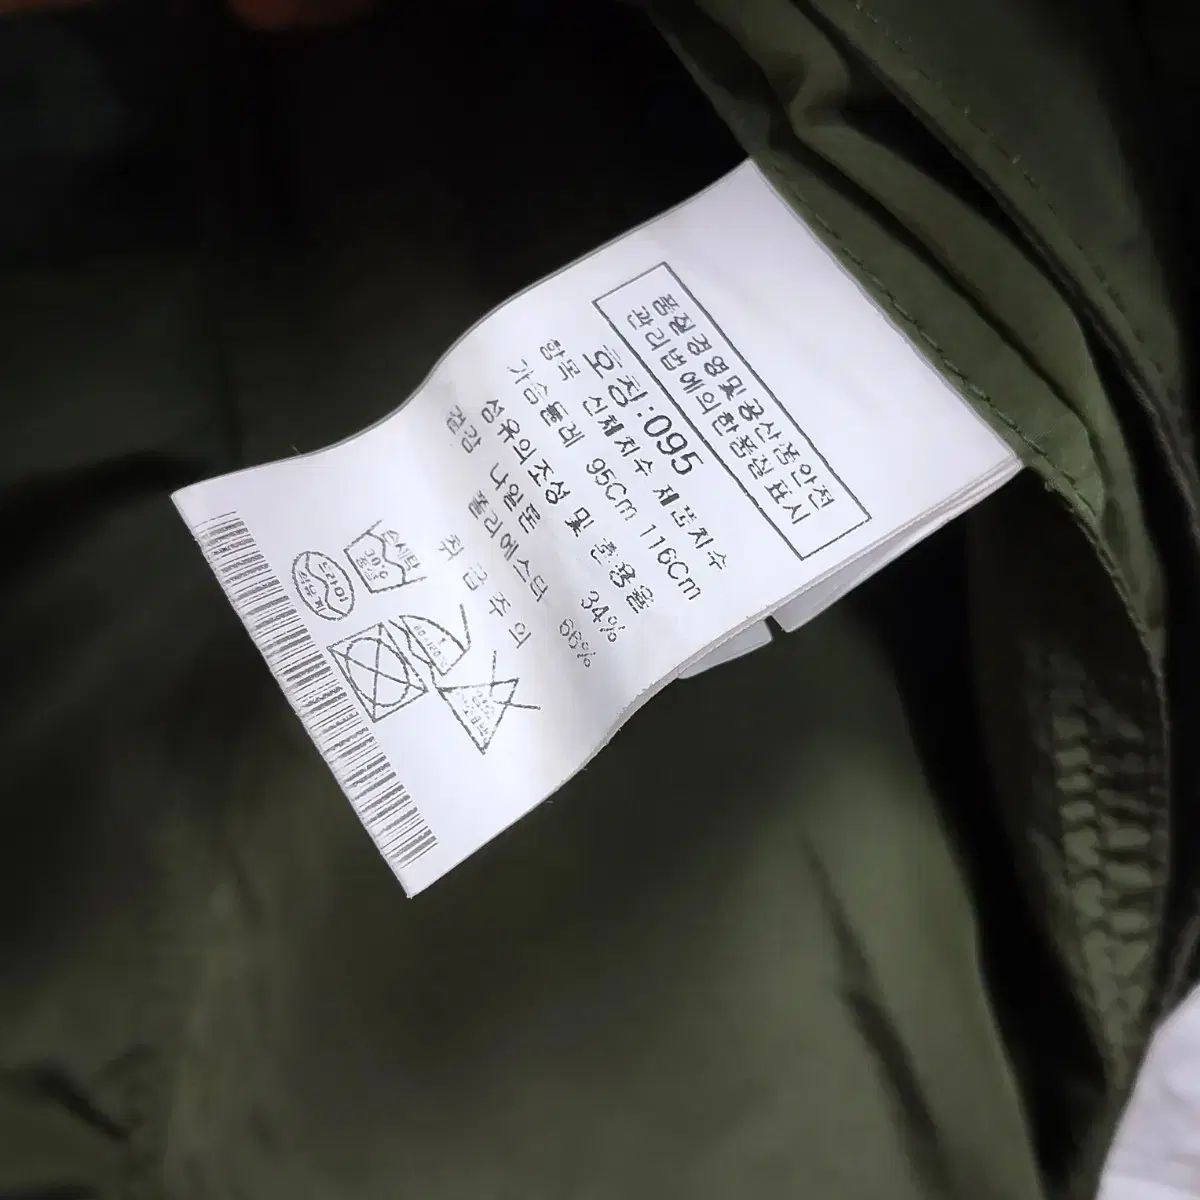 품질경영및 공산품안전
관리법에의한품질표시
호칭:095
항목 신체치수 제품치수
가슴둘레 95Cm 116Cm
섬유의조성 및 혼용율
겉감 나일론 34%
폴리에스터 66%
취급주의